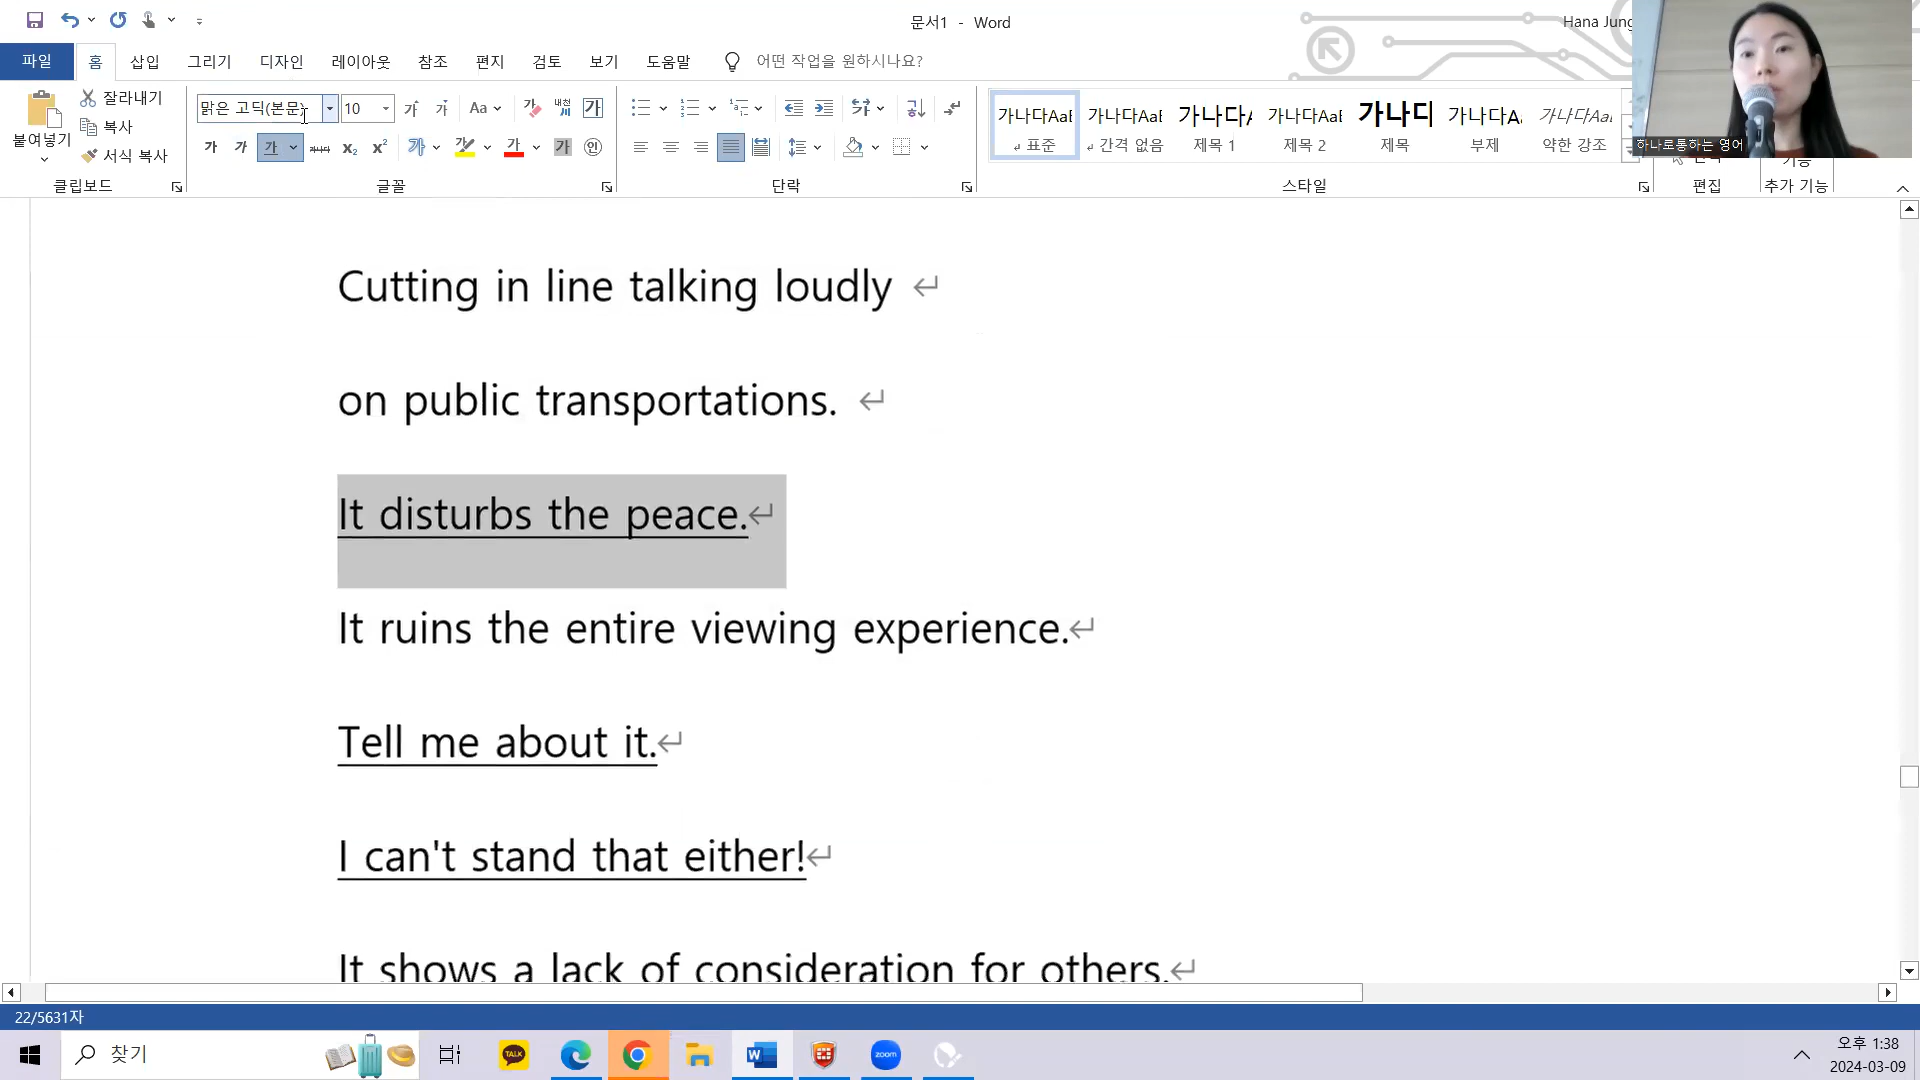 문서1 - Word
Hana Jung
파일 홈 삽입 그리기 디자인 레이아웃 참조 편지 검토 보기 도움말 어떤 작업을 원하시나요?
붙여넣기
잘라내기
복사
서식 복사
클립보드
맑은 고딕(본문) 10
글꼴
단락
가나다AaI 표준
가나다AaI 간격 없음
가나다 제목 1
가나다AaI 제목 2
가나다 제목
가나다A 부제
가나다Aa 약한 강조
스타일
편집
기능
추가 기능
하나로통하는 영어
Cutting in line talking loudly
on public transportations.
It disturbs the peace.
It ruins the entire viewing experience.
Tell me about it.
I can't stand that either!
It shows a lack of consideration for others.
22/5631자
찾기
TALK
zoom
오후 1:38
2024-03-09